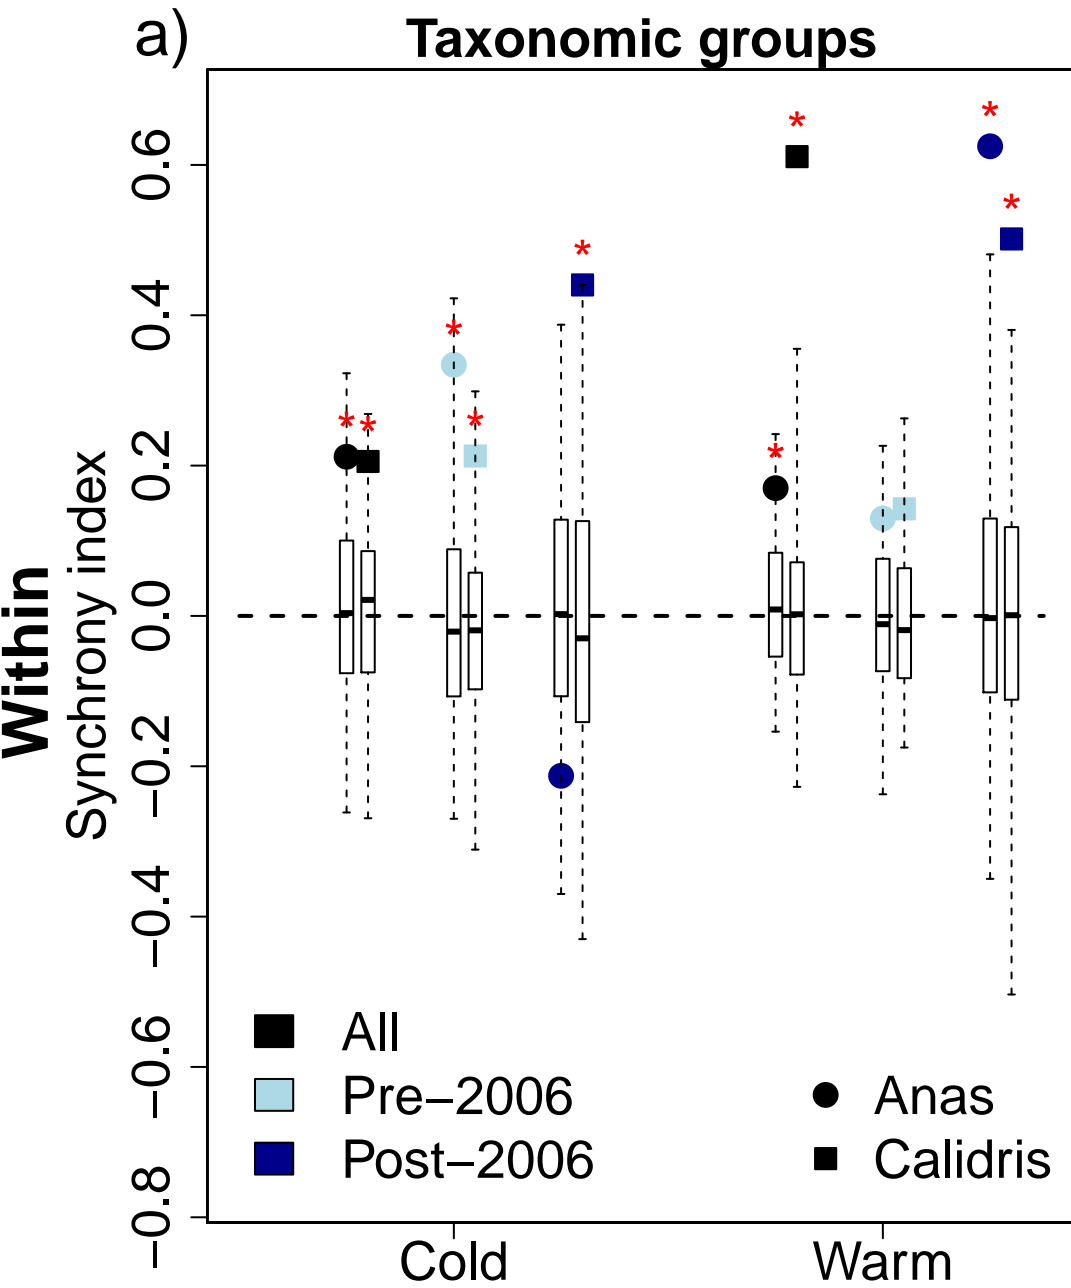 a)
Taxonomic groups
Within
Synchrony index
0.6
0.4
0.2
0.0
−0.2
−0.4
−0.6
−0.8
*
*
*
*
*
*
*
*
*
All
Pre−2006
Post−2006
Anas
Calidris
Cold
Warm